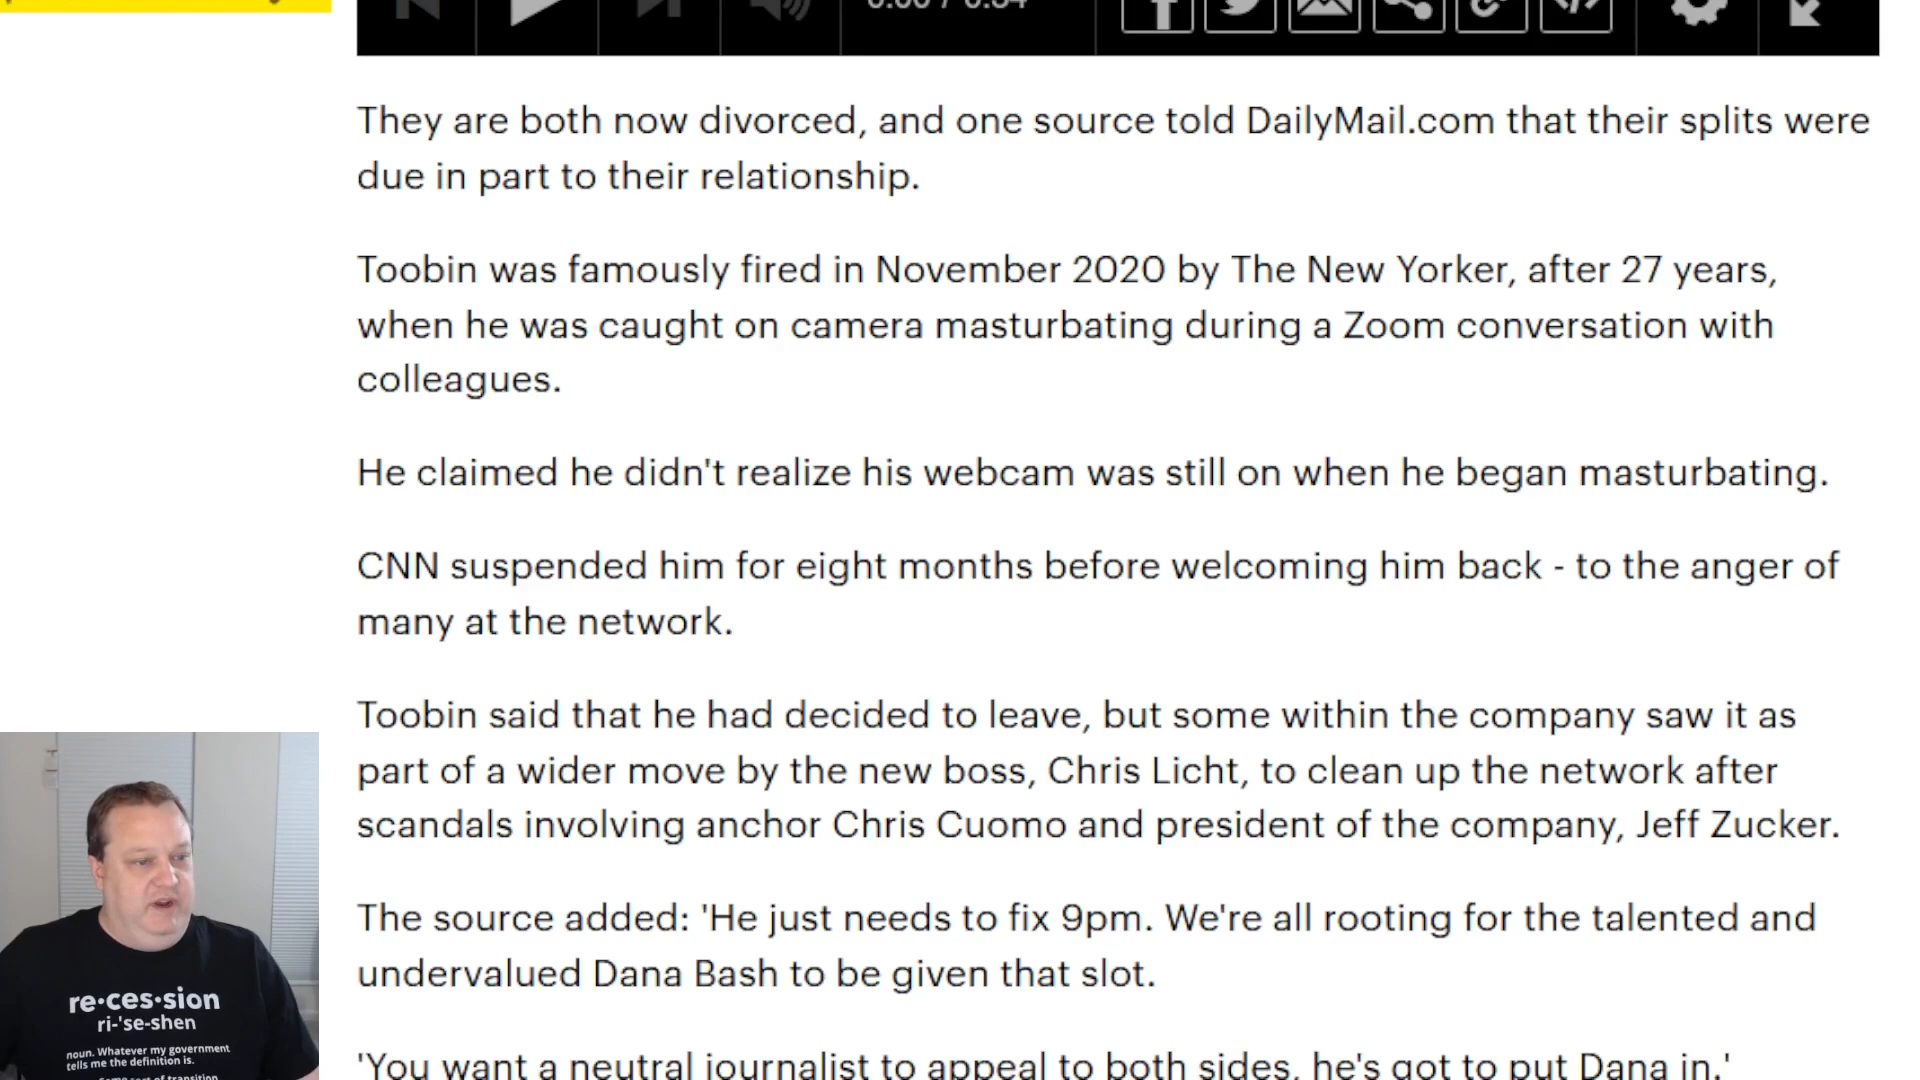 They are both now divorced, and one source told DailyMail.com that their splits were
due in part to their relationship.
Toobin was famously fired in November 2020 by The New Yorker, after 27 years,
when he was caught on camera masturbating during a Zoom conversation with
colleagues.
He claimed he didn't realize his webcam was still on when he began masturbating.
CNN suspended him for eight months before welcoming him back - to the anger of
many at the network.
Toobin said that he had decided to leave, but some within the company saw it as
part of a wider move by the new boss, Chris Licht, to clean up the network after
scandals involving anchor Chris Cuomo and president of the company, Jeff Zucker.
The source added: 'He just needs to fix 9pm. We're all rooting for the talented and
undervalued Dana Bash to be given that slot.
'You want a neutral journalist to appeal to both sides, he's got to put Dana in.'
re·ces·sion
ri-'se-shen
noun. Whatever my government
tells me the definition is.